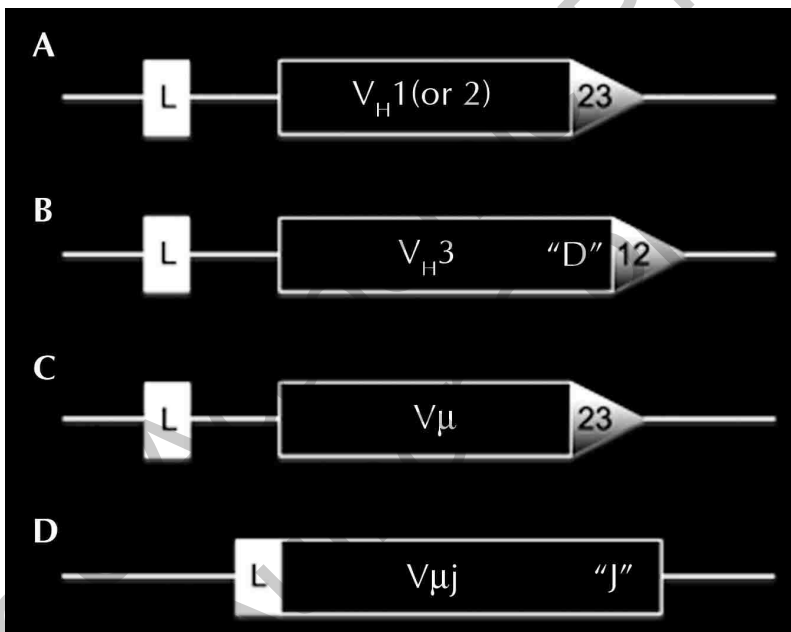 A
L VH1(or 2) 23
B
L VH3 “D” 12
C
L Vμ 23
D
L Vμj “J”